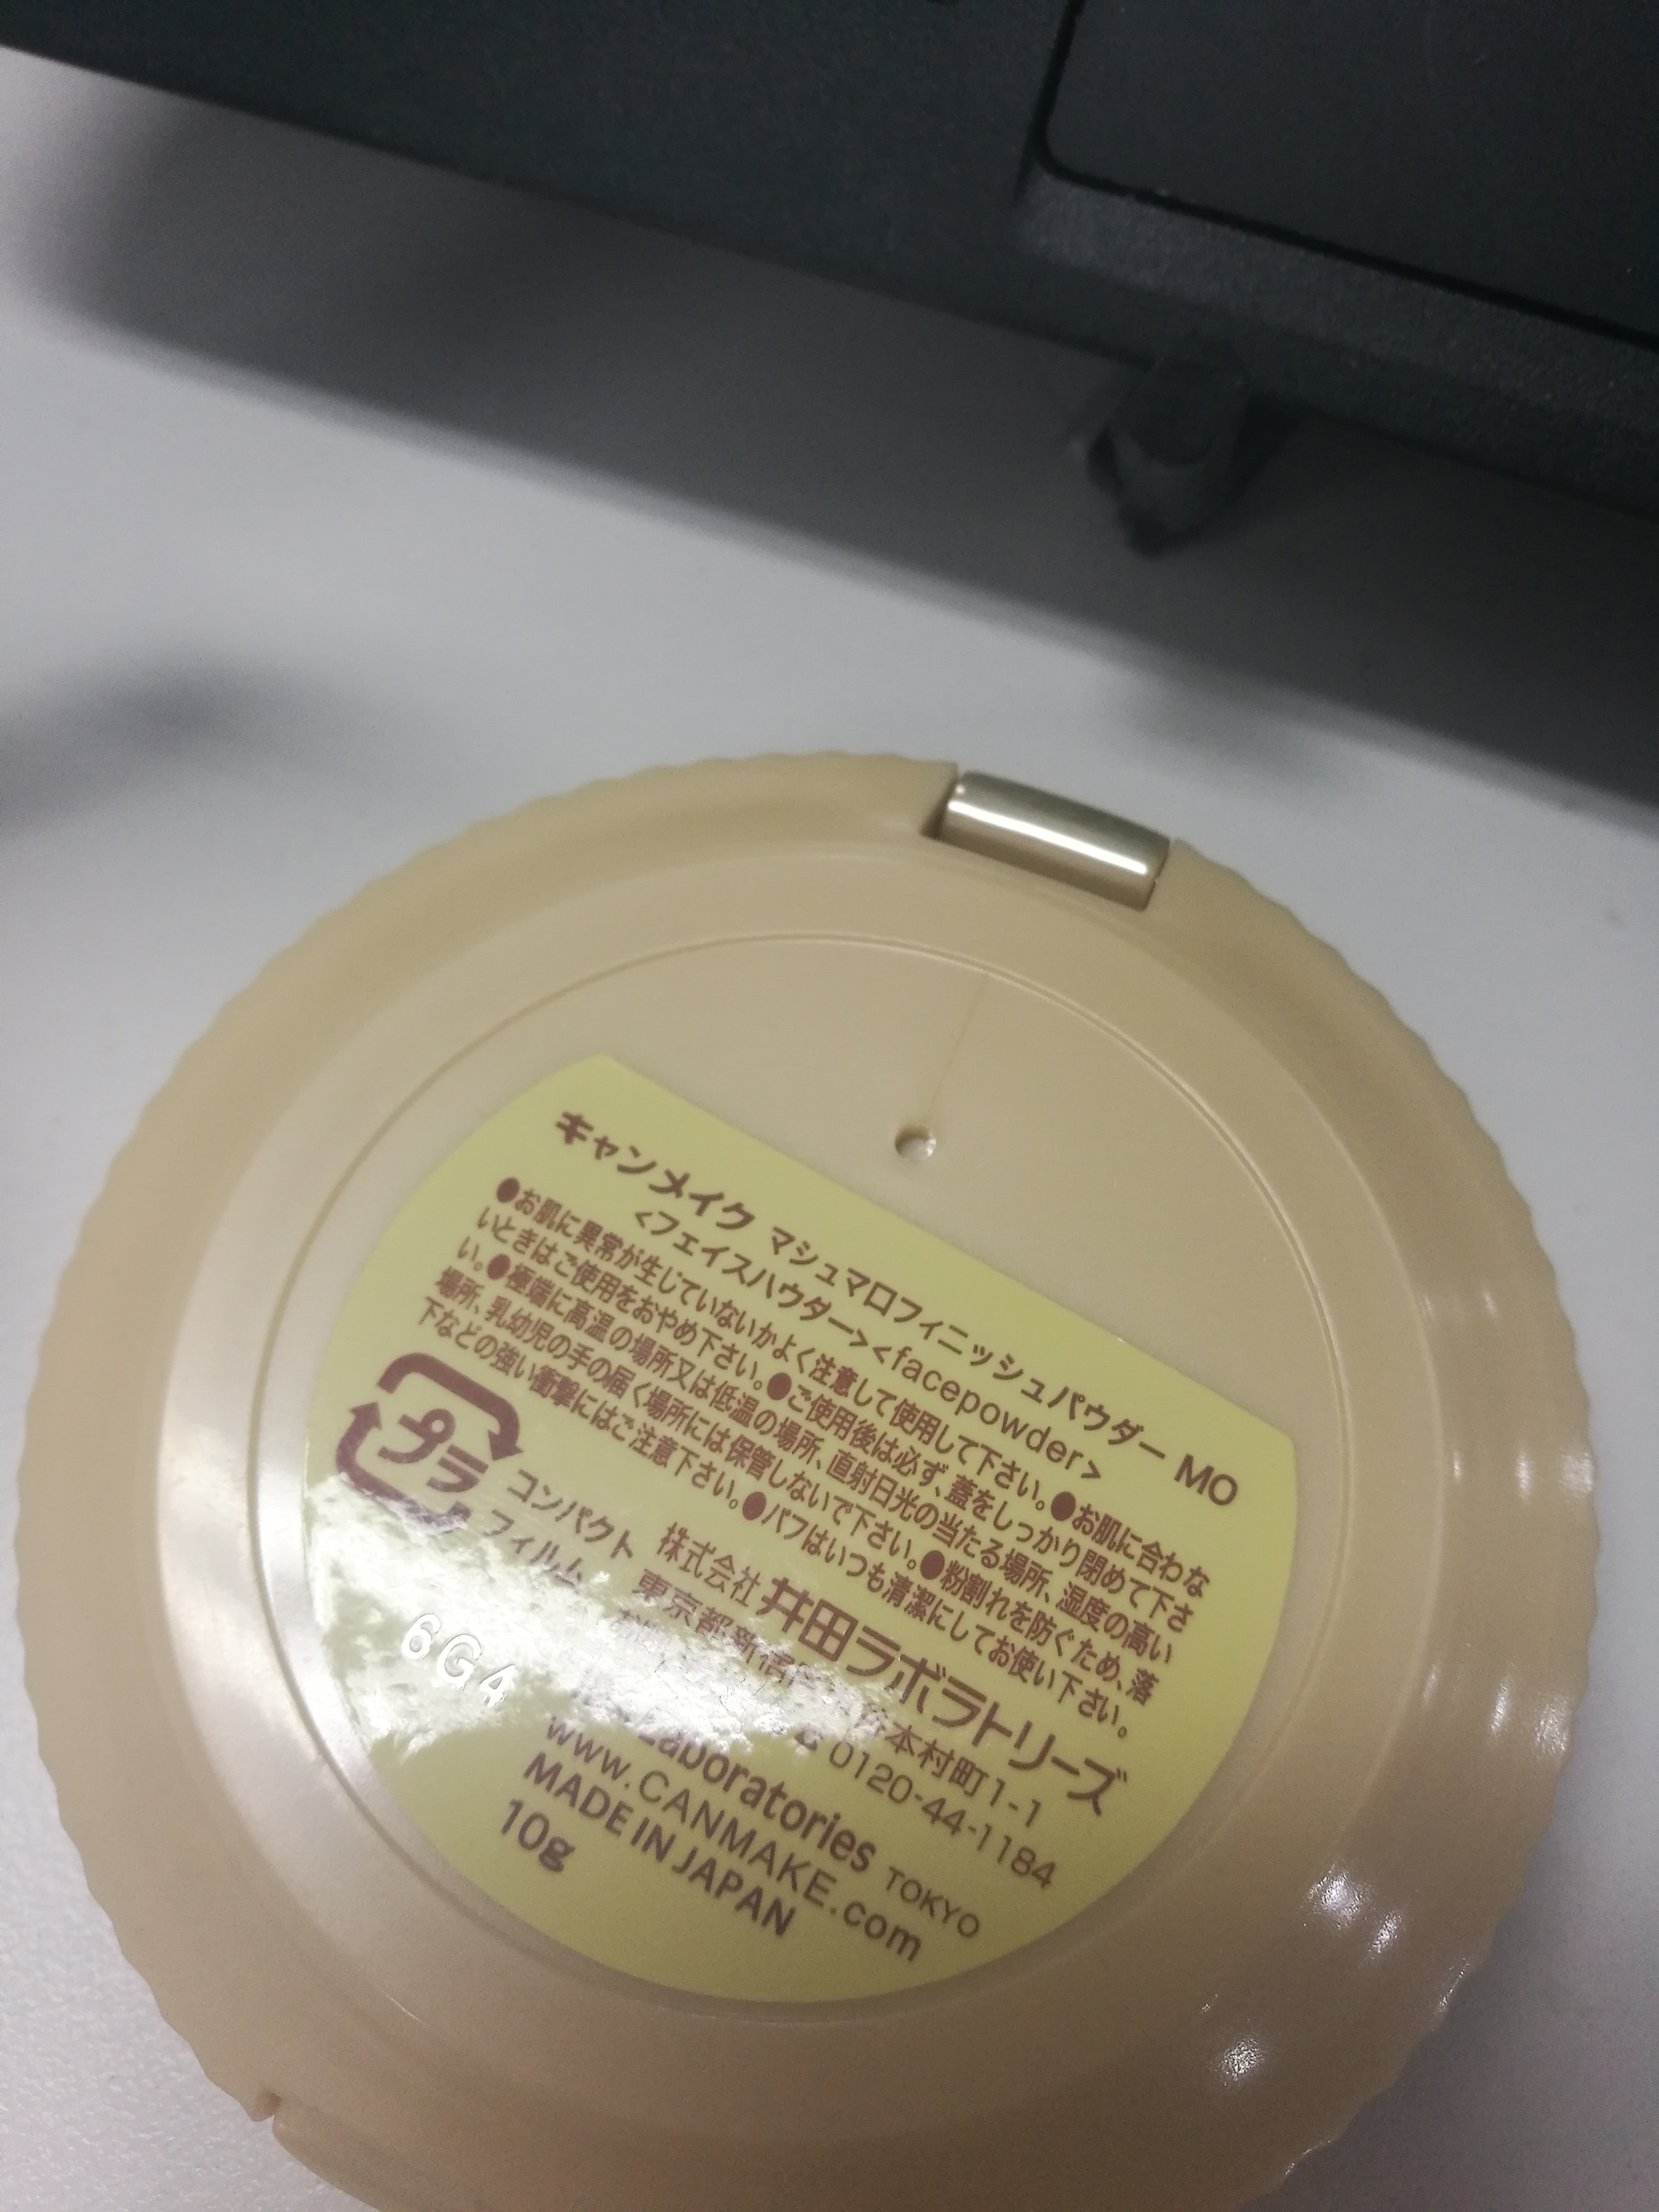 キャンメイク マシュマロフィニッシュパウダー MO
<フェイスパウダー><facepowder>
●お肌に異常が生じていないかよく注意して使用して下さい。●お肌に合わな
いときはご使用をおやめ下さい。●ご使用後は必ず、蓋をしっかり閉めて下さ
い。●極端に高温の場所又は低温の場所、直射日光の当たる場所、湿度の高い
場所、乳幼児の手の届く場所には保管しないで下さい。●粉割れを防ぐため、落
下などの強い衝撃にはご注意下さい。●パフはいつも清潔にしてお使い下さい。
プラ
コンパクト
フィルム
株式会社 井田ラボラトリーズ
東京都新宿 本村町1-1
0120-44-1184
Laboratories TOKYO
www.CANMAKE.com
MADE IN JAPAN
10g
6G4